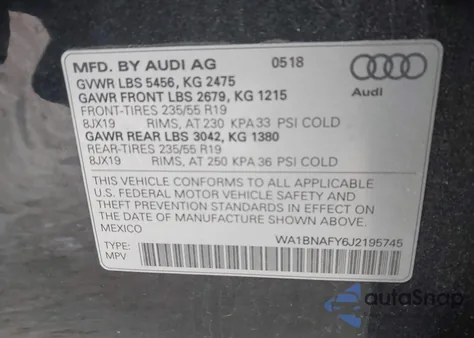 MFD. BY AUDI AG 0518
GVWR LBS 5456, KG 2475
GAWR FRONT LBS 2679, KG 1215
FRONT-TIRES 235/55 R19
8JX19 RIMS, AT 230 KPA 33 PSI COLD
GAWR REAR LBS 3042, KG 1380
REAR-TIRES 235/55 R19
8JX19 RIMS, AT 250 KPA 36 PSI COLD
Audi
THIS VEHICLE CONFORMS TO ALL APPLICABLE
U.S. FEDERAL MOTOR VEHICLE SAFETY AND
THEFT PREVENTION STANDARDS IN EFFECT ON
THE DATE OF MANUFACTURE SHOWN ABOVE.
MEXICO
WA1BNAFY6J2195745
TYPE:
MPV
autoSnap